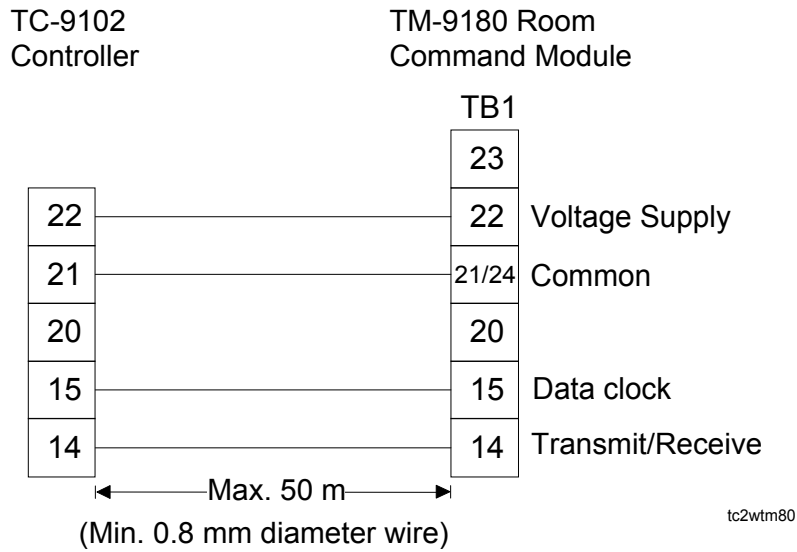 TC-9102
Controller
TM-9180 Room
Command Module
TB1
23
22 22 Voltage Supply
21 21/24 Common
20 20
15 15 Data clock
14 14 Transmit/Receive
Max. 50 m
(Min. 0.8 mm diameter wire)
tc2wtm80